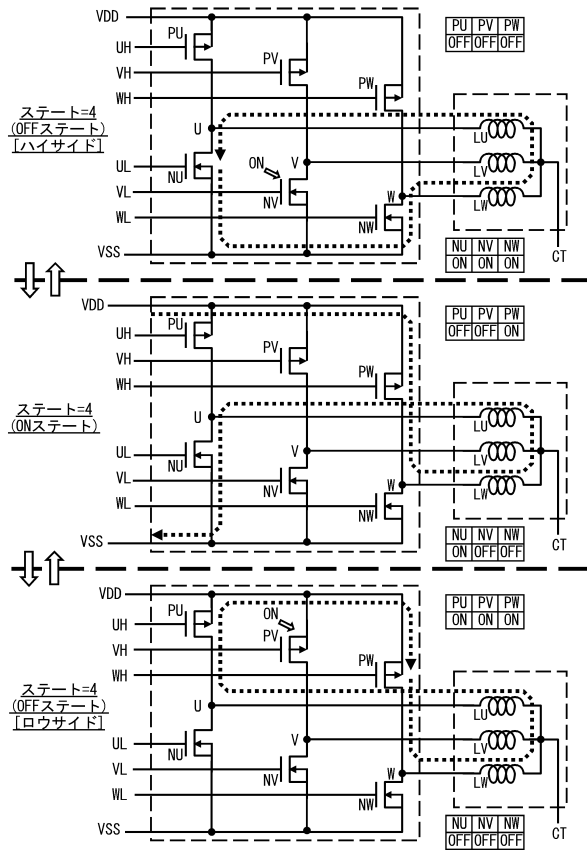 VDD
PU PV PW
OFF OFF OFF
PU
UH
PV
VH
PW
WH
ステート=4
(OFFステート)
[ハイサイド]
U
LU
UL
NU
ON
V
LV
VL
NV
W
LW
WL
NW
VSS
NU NV NW
ON ON ON
CT
VDD
PU PV PW
OFF OFF ON
PU
UH
PV
VH
PW
WH
ステート=4
(ONステート)
U
LU
UL
NU
V
LV
VL
NV
W
LW
WL
NW
VSS
NU NV NW
ON OFF OFF
CT
VDD
PU PV PW
ON ON ON
PU
UH
ON
PV
VH
PW
WH
ステート=4
(OFFステート)
[ロウサイド]
U
LU
UL
NU
V
LV
VL
NV
W
LW
WL
NW
VSS
NU NV NW
OFF OFF OFF
CT